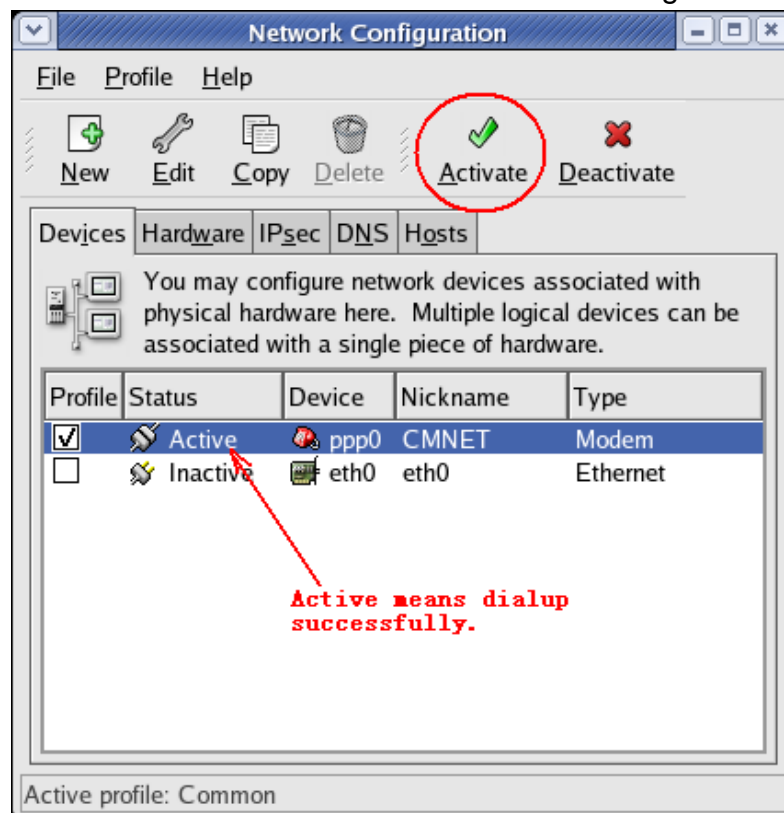 Network Configuration
File Profile Help
New Edit Copy Delete Activate Deactivate
Devices Hardware IPsec DNS Hosts
You may configure network devices associated with
physical hardware here. Multiple logical devices can be
associated with a single piece of hardware.
Profile Status Device Nickname Type
Active ppp0 CMNET Modem
Inactive eth0 eth0 Ethernet
Active means dialup
successfully.
Active profile: Common